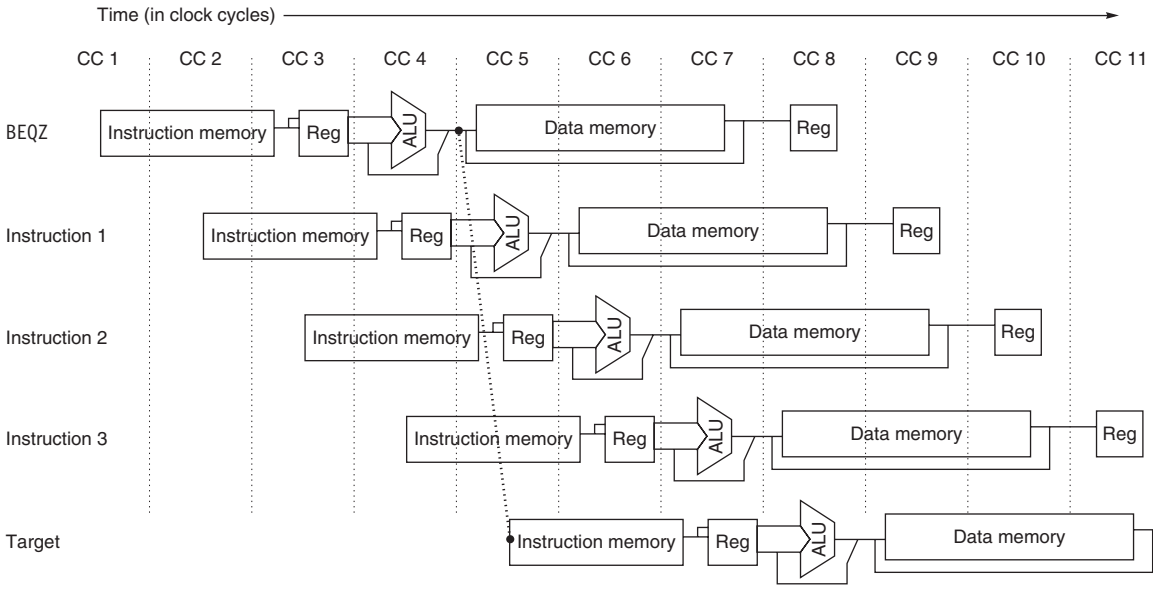 Time (in clock cycles)
CC 1 CC 2 CC 3 CC 4 CC 5 CC 6 CC 7 CC 8 CC 9 CC 10 CC 11
BEQZ Instruction memory Reg ALU Data memory Reg
Instruction 1 Instruction memory Reg ALU Data memory Reg
Instruction 2 Instruction memory Reg ALU Data memory Reg
Instruction 3 Instruction memory Reg ALU Data memory Reg
Target Instruction memory Reg ALU Data memory